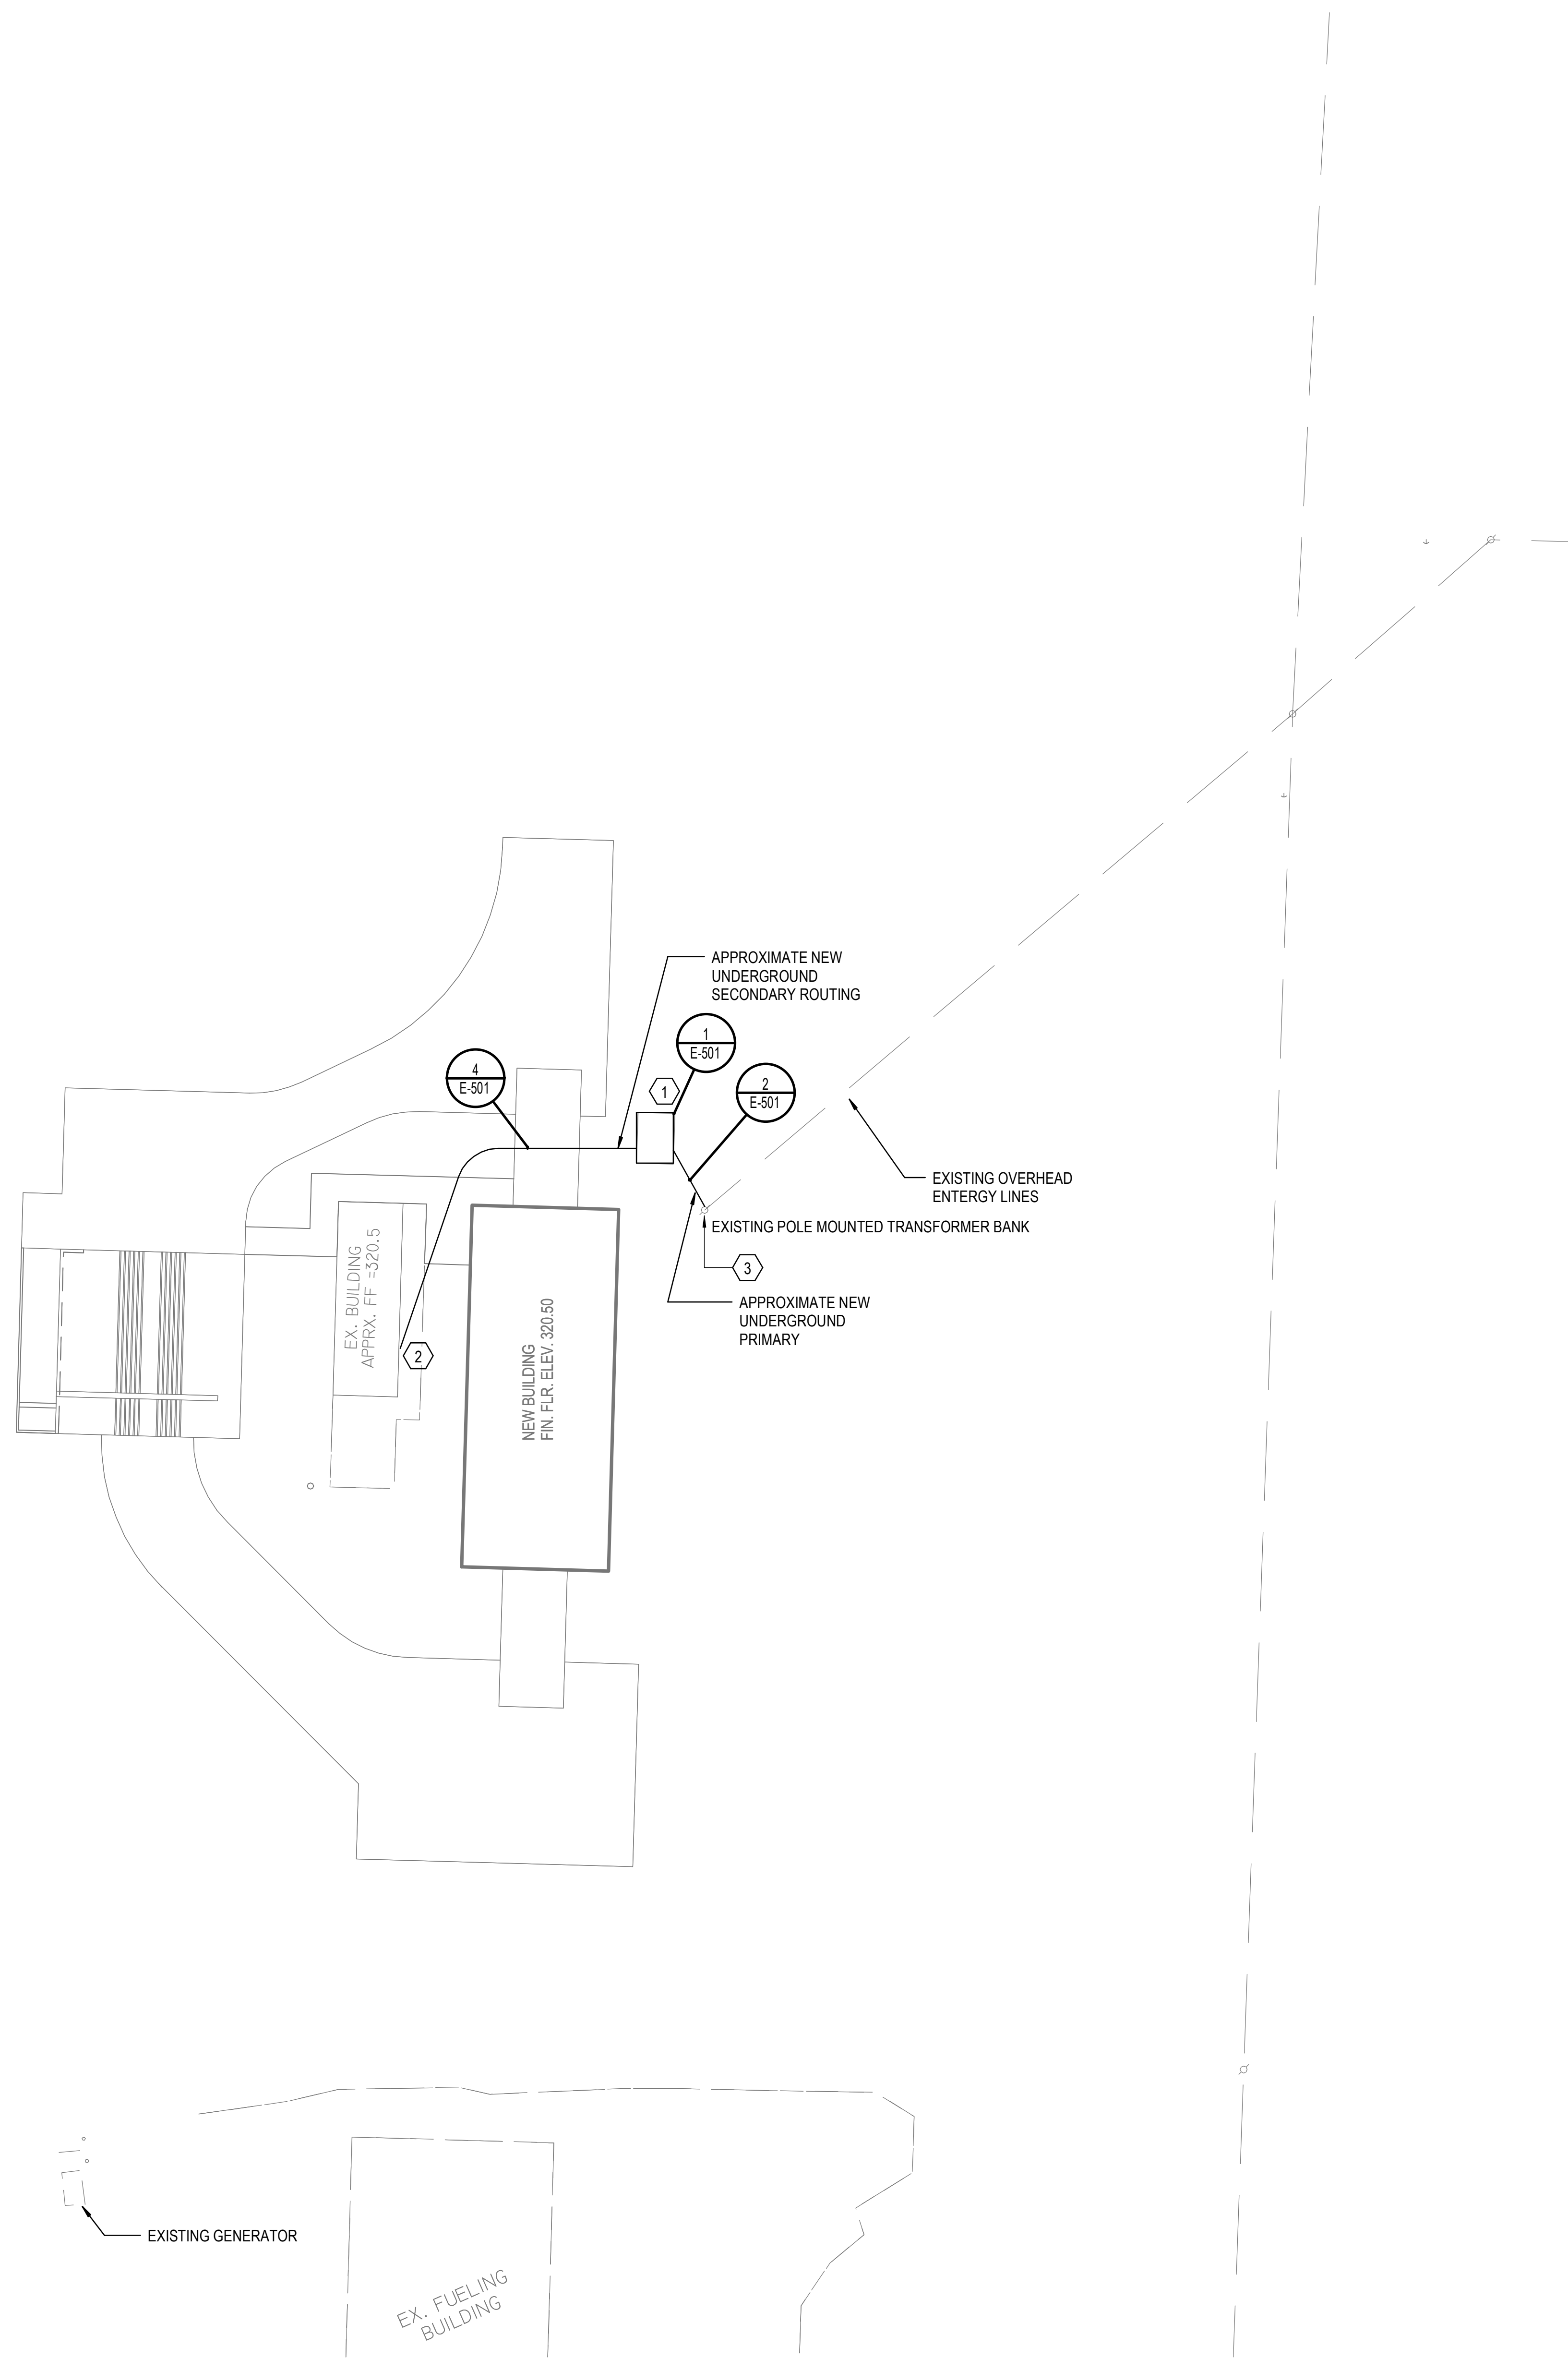 APPROXIMATE NEW
UNDERGROUND
SECONDARY ROUTING
1
E-501
4
E-501
1
2
E-501
EXISTING OVERHEAD
ENTERGY LINES
EXISTING POLE MOUNTED TRANSFORMER BANK
3
APPROXIMATE NEW
UNDERGROUND
PRIMARY
EX. BUILDING
APPRX. FF =320.5
2
NEW BUILDING
FIN. FLR. ELEV. 320.50
EXISTING GENERATOR
EX. FUELING
BUILDING